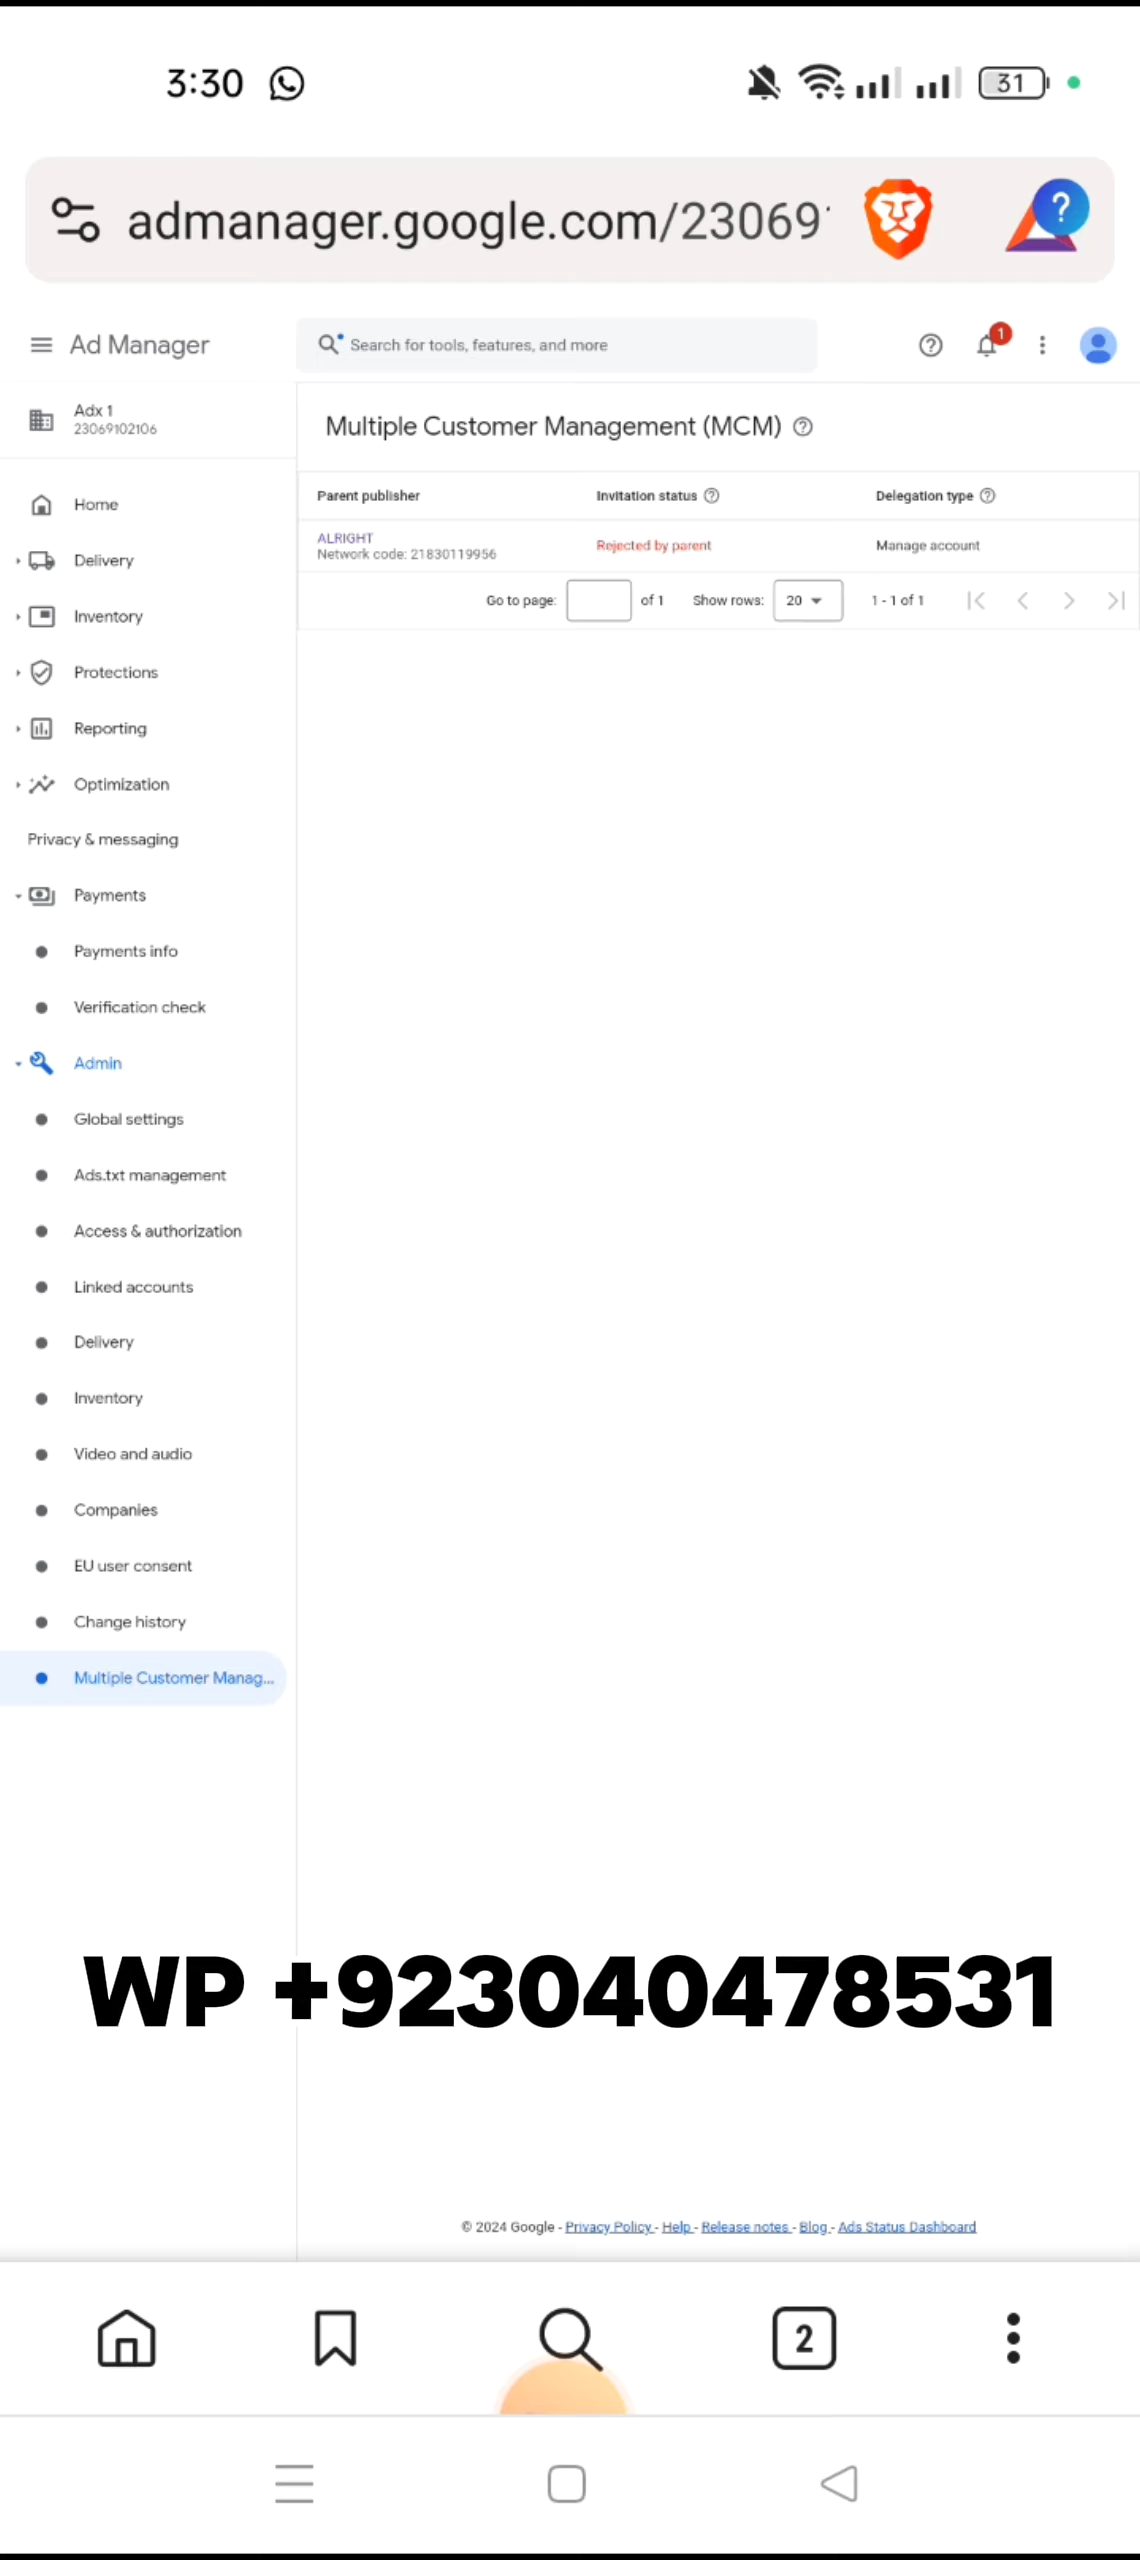 3:30
31
admanager.google.com/23069
?
Ad Manager
Search for tools, features, and more
1
Adx 1
23069102106
Multiple Customer Management (MCM)
Parent publisher
Invitation status
Delegation type
ALRIGHT
Network code: 21830119956
Rejected by parent
Manage account
Go to page:
of 1
Show rows:
20
1 - 1 of 1
Home
Delivery
Inventory
Protections
Reporting
Optimization
Privacy & messaging
Payments
Payments info
Verification check
Admin
Global settings
Ads.txt management
Access & authorization
Linked accounts
Delivery
Inventory
Video and audio
Companies
EU user consent
Change history
Multiple Customer Manag...
WP +923040478531
© 2024 Google - Privacy Policy - Help - Release notes - Blog - Ads Status Dashboard
2